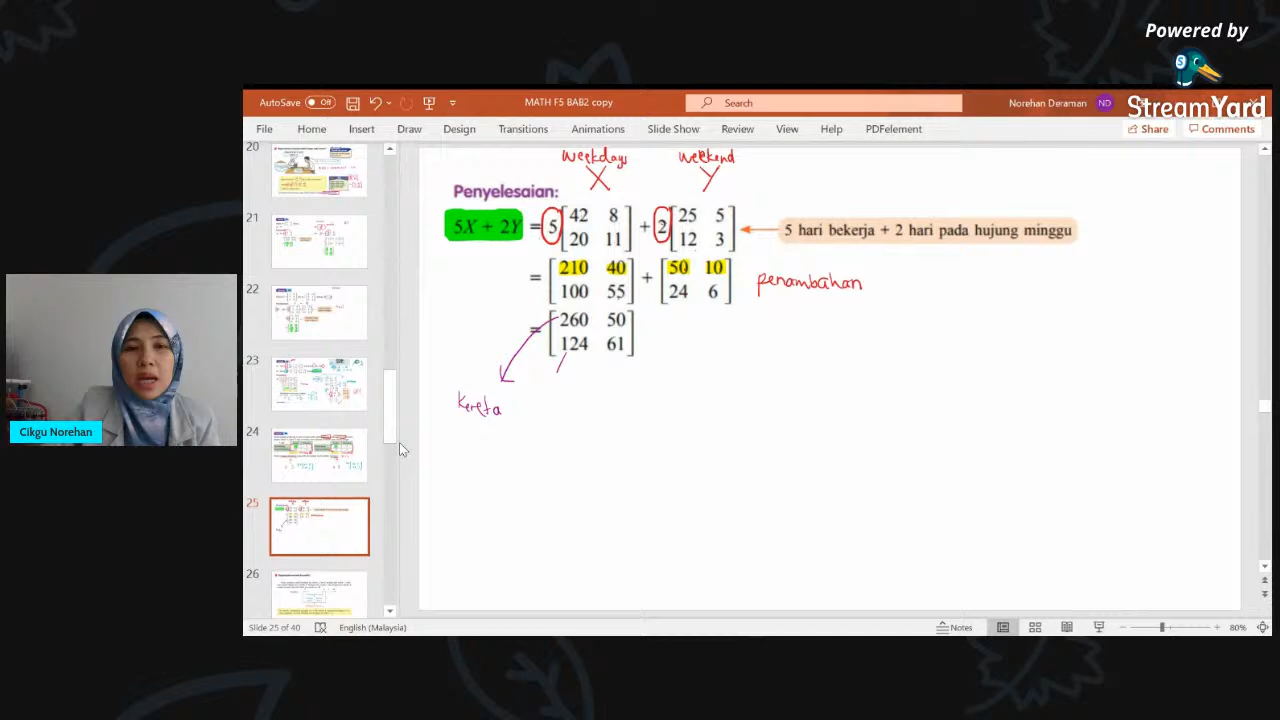 Powered by
StreamYard
AutoSave Off
MATH F5 BAB2 copy
Search
Norehan Deraman ND
File Home Insert Draw Design Transitions Animations Slide Show Review View Help PDFelement
Share Comments
20
21
22
23
24
25
26
Weekdays Weekend
X Y
Penyelesaian:
5X + 2Y = 5 [42 8 + 2 [25 5
20 11] 12 3]
5 hari bekerja + 2 hari pada hujung minggu
= [210 40 + [50 10
100 55] 24 6]
penambahan
= [260 50
124 61]
Kereta
Cikgu Norehan
Slide 25 of 40 English (Malaysia) Notes 80%